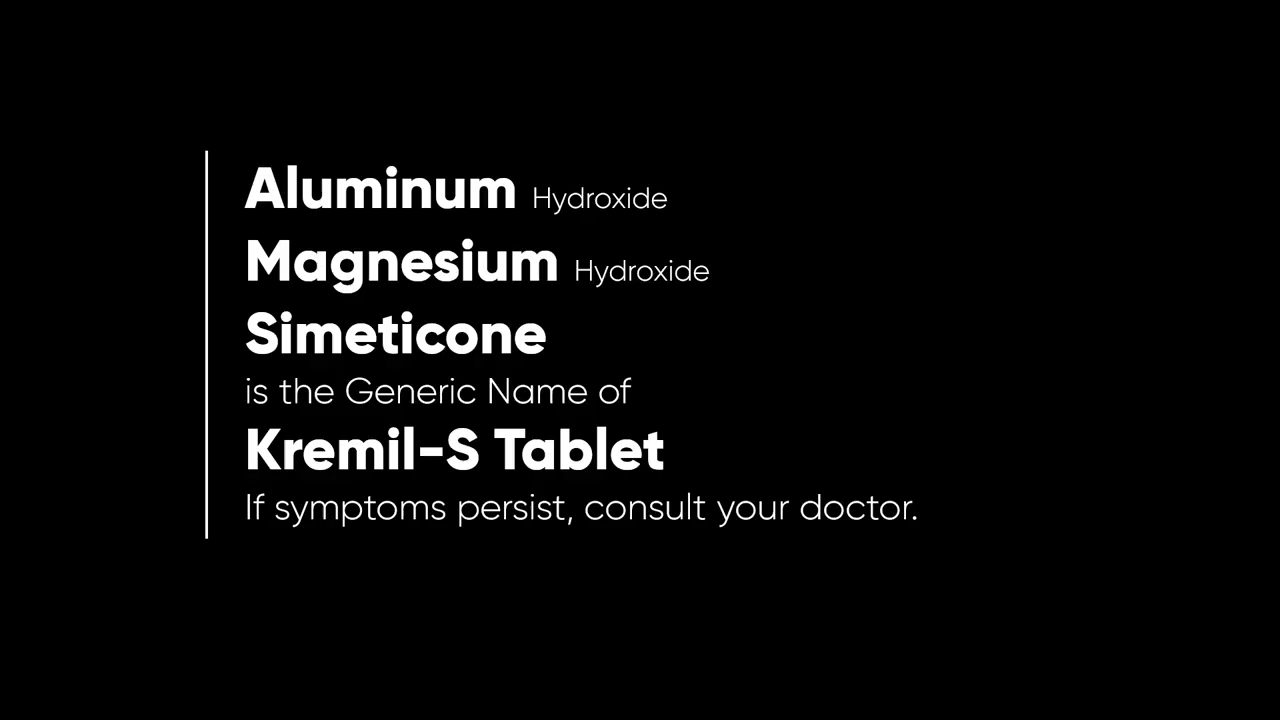 Aluminum Hydroxide
Magnesium Hydroxide
Simeticone
is the Generic Name of
Kremil-S Tablet
If symptoms persist, consult your doctor.